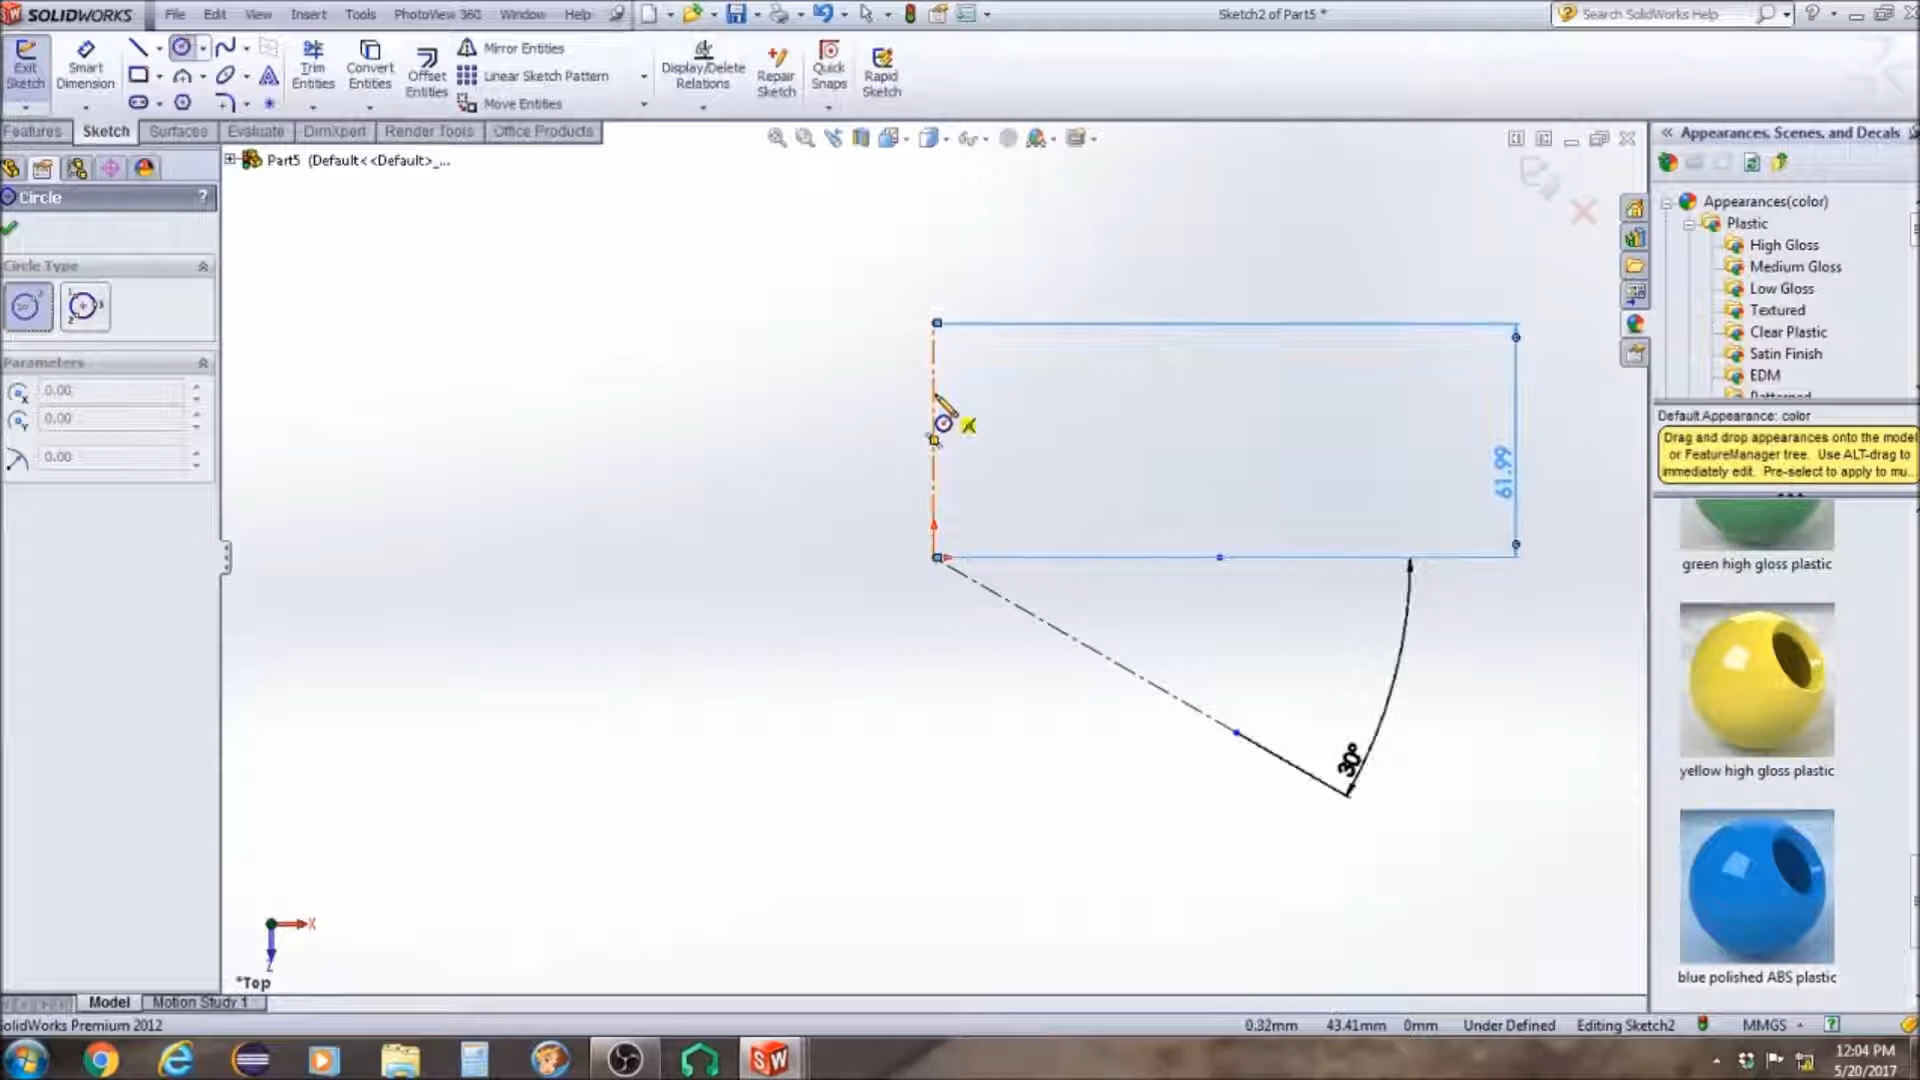 SOLIDWORKS File Edit View Insert Tools PhotoView 360 Window Help Sketch2 of Part5 * Search SolidWorks Help
Exit Sketch
Smart Dimension
Trim Entities
Convert Entities
Offset Entities
Mirror Entities
Linear Sketch Pattern
Move Entities
Display/Delete Relations
Repair Sketch
Quick Snaps
Rapid Sketch
Features Sketch Surfaces Evaluate DimXpert Render Tools Office Products
Circle ?
Circle Type
Parameters
0.00
0.00
0.00
Part5 (Default<<Default>_...
61.99
30°
X
Z
*Top
Appearances, Scenes, and Decals
Appearances(color)
Plastic
High Gloss
Medium Gloss
Low Gloss
Textured
Clear Plastic
Satin Finish
EDM
Patterned
Default Appearance: color
Drag and drop appearances onto the model
or FeatureManager tree. Use ALT-drag to
immediately edit. Pre-select to apply to mu...
green high gloss plastic
yellow high gloss plastic
blue polished ABS plastic
Model Motion Study 1
SolidWorks Premium 2012
0.32mm 43.41mm 0mm Under Defined Editing Sketch2 MMGS
12:04 PM
5/20/2017